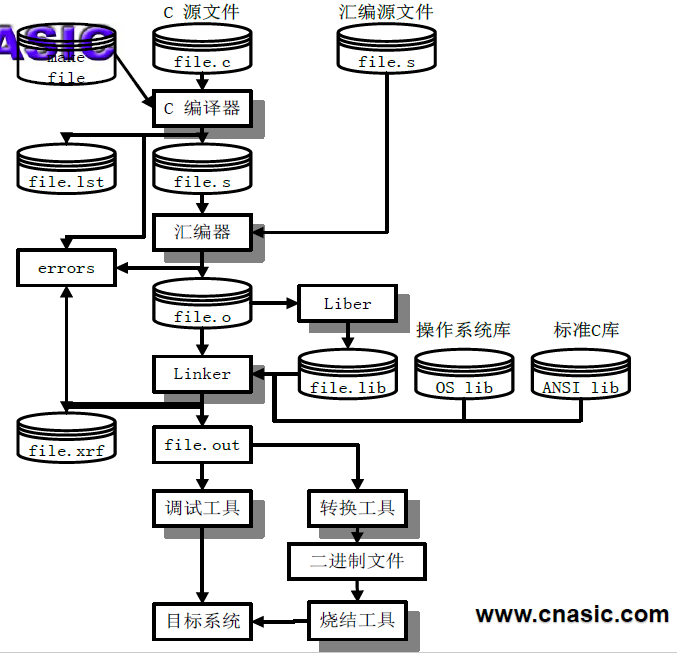 C 源文件
汇编源文件
ASIC
make
file
file.c
file.s
C 编译器
file.lst
file.s
汇编器
errors
file.o
Liber
操作系统库
标准C库
Linker
file.lib
OS lib
ANSI lib
file.xrf
file.out
调试工具
转换工具
二进制文件
目标系统
烧结工具
www.cnasic.com